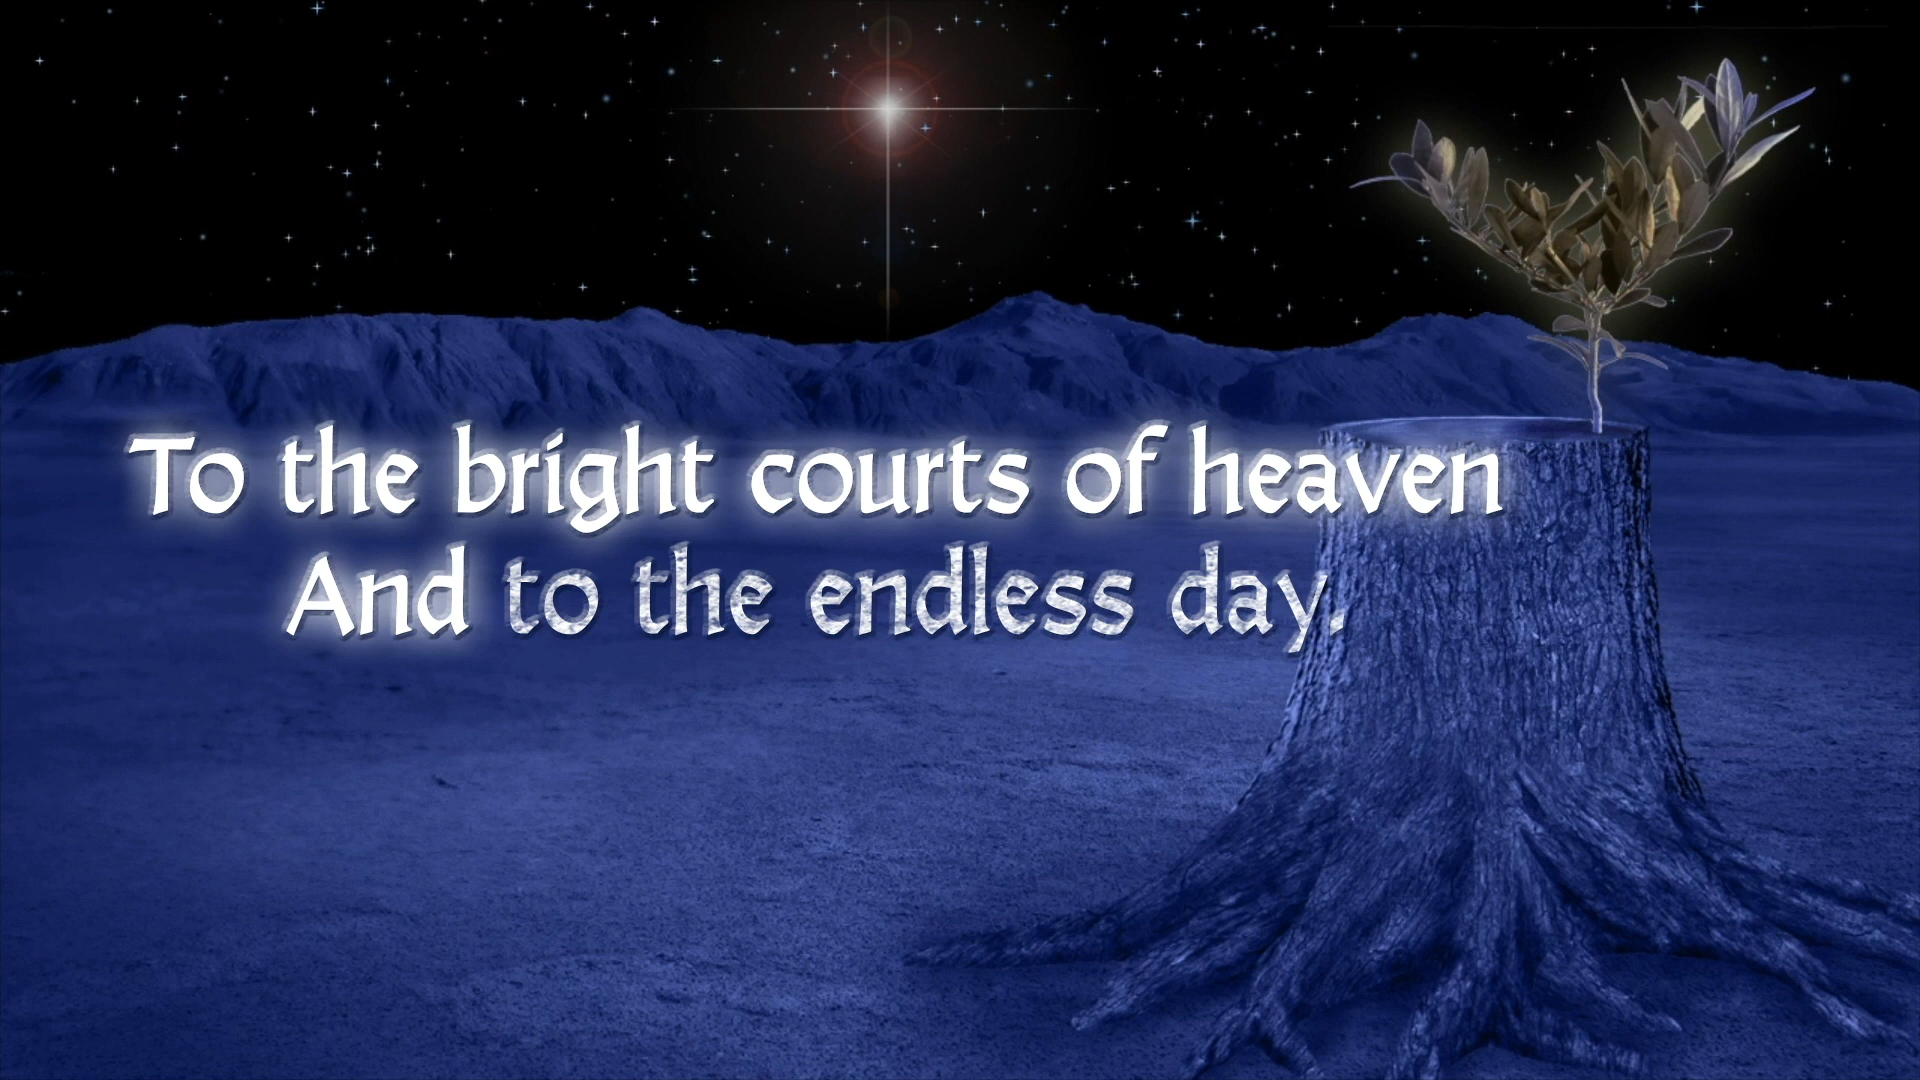 To the bright courts of heaven
And to the endless day.